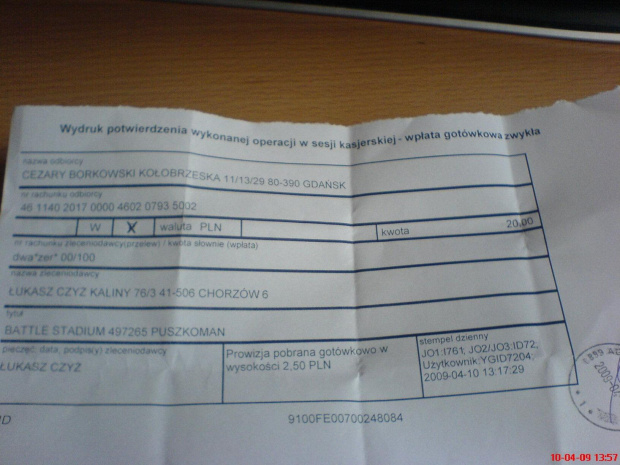 Wydruk potwierdzenia wykonanej operacji w sesji kasjerskiej - wpłata gotówkowa zwykła
nazwa odbiorcy
CEZARY BORKOWSKI KOŁOBRZESKA 11/13/29 80-390 GDAŃSK
nr rachunku odbiorcy
46 1140 2017 0000 4602 0793 5002
W X waluta PLN kwota 20,00
nr rachunku zleceniodawcy(przelew) / kwota słownie (wpłata)
dwa*zer* 00/100
nazwa zleceniodawcy
ŁUKASZ CZYŻ KALINY 76/3 41-506 CHORZÓW 6
tytuł
BATTLE STADIUM 497265 PUSZKOMAN
pieczęć, data, podpis(y) zleceniodawcy
ŁUKASZ CZYŻ
Prowizja pobrana gotówkowo w
wysokości 2,50 PLN
stempel dzienny
JO1:I761, JO2/JO3:ID72,
Użytkownik:YGID7204;
2009-04-10 13:17:29
9100FE00700248084
10-04-09 13:57